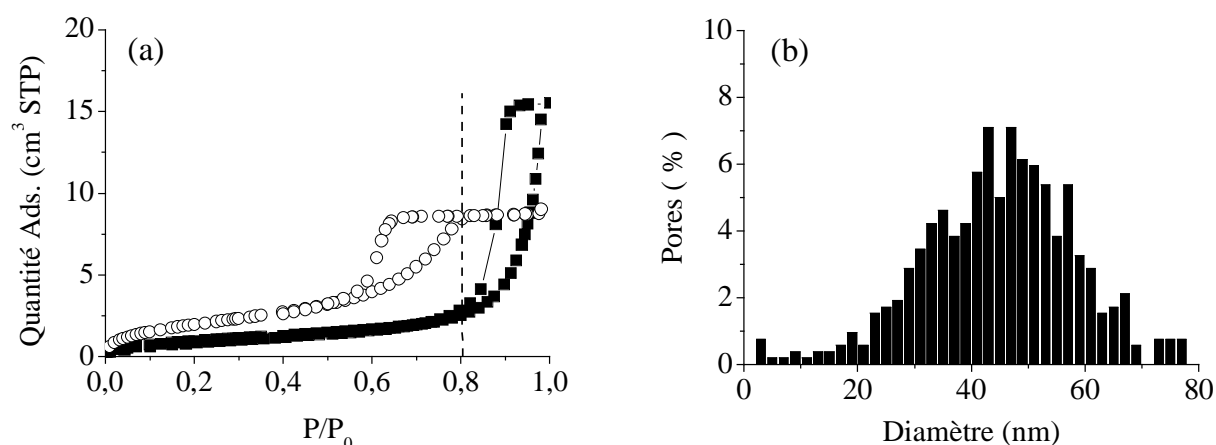 (a)
Quantité Ads. (cm³ STP)
20
15
10
5
0
0,0 0,2 0,4 0,6 0,8 1,0
P/P₀
(b)
Pores ( % )
10
8
6
4
2
0
0 20 40 60 80
Diamètre (nm)